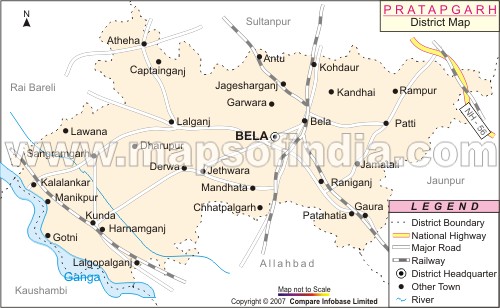 PRATAPGARH
District Map
N
Sultanpur
Atheha
Antu
Kohdaur
Captainganj
Rai Bareli
Jagesharganj
Kandhai
Rampur
Garwara
NH - 56
Lalganj
Bela
Patti
Lawana
BELA
Dharupur
www.mapsofindia.com
Sangramgarh
Jamatali
Derwa
Jethwara
Kalalankar
Raniganj
Jaunpur
Mandhata
Manikpur
Chhatpalgarh
Kunda
Patahatia
Gaura
Harnamganj
Gotni
Lalgopalganj
Allahabad
Ganga
Kaushambi
LEGEND
District Boundary
National Highway
Major Road
Railway
District Headquarter
Other Town
River
Map not to Scale
Copyright © 2007 Compare Infobase Limited